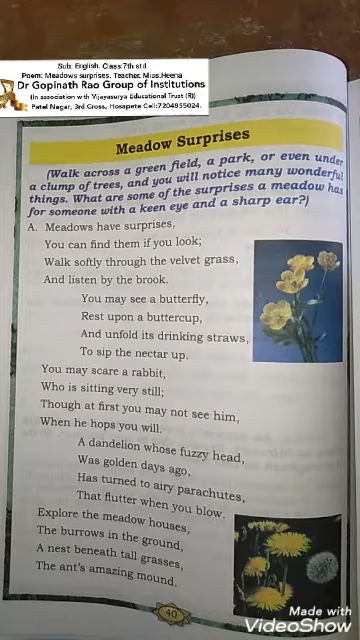 Sub: English. Class:7th std
Poem: Meadows surprises. Teacher. Miss.Heena
Dr Gopinath Rao Group of Institutions
(In association with Vijayasurya Educational Trust (R))
Patel Nagar, 3rd Cross, Hosapete Cell:7204855024.
Meadow Surprises
(Walk across a green field, a park, or even under
a clump of trees, and you will notice many wonderful
things. What are some of the surprises a meadow has
for someone with a keen eye and a sharp ear?)
A. Meadows have surprises,
You can find them if you look;
Walk softly through the velvet grass,
And listen by the brook.
You may see a butterfly,
Rest upon a buttercup,
And unfold its drinking straws,
To sip the nectar up.
You may scare a rabbit,
Who is sitting very still;
Though at first you may not see him,
When he hops you will.
A dandelion whose fuzzy head,
Was golden days ago,
Has turned to airy parachutes,
That flutter when you blow.
Explore the meadow houses,
The burrows in the ground,
A nest beneath tall grasses,
The ant's amazing mound.
40
Made with
VideoShow